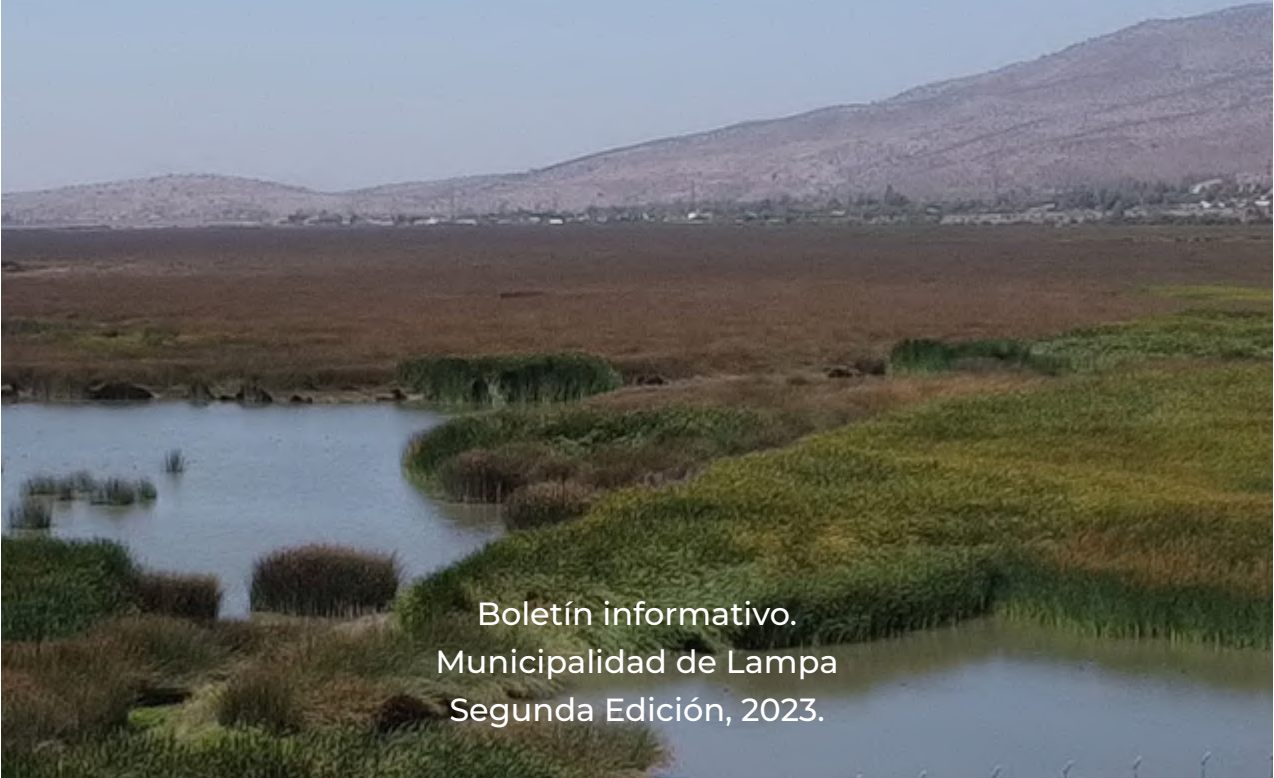 Boletín informativo.
Municipalidad de Lampa
Segunda Edición, 2023.